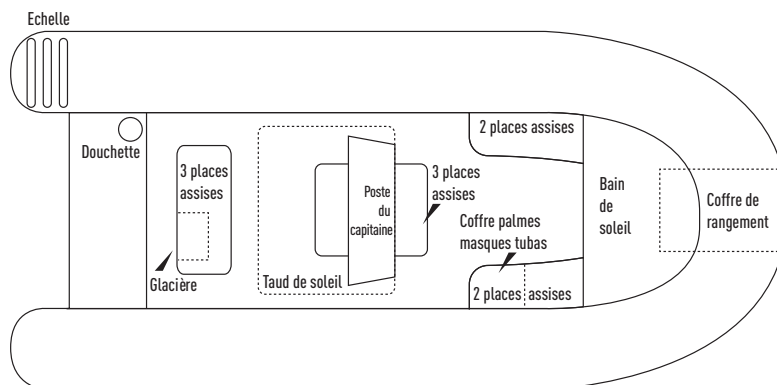 Echelle
Douchette
3 places
assises
Glacière
Taud de soleil
Poste
du
capitaine
3 places
assises
2 places assises
Coffre palmes
masques tubas
2 places assises
Bain
de
soleil
Coffre de
rangement